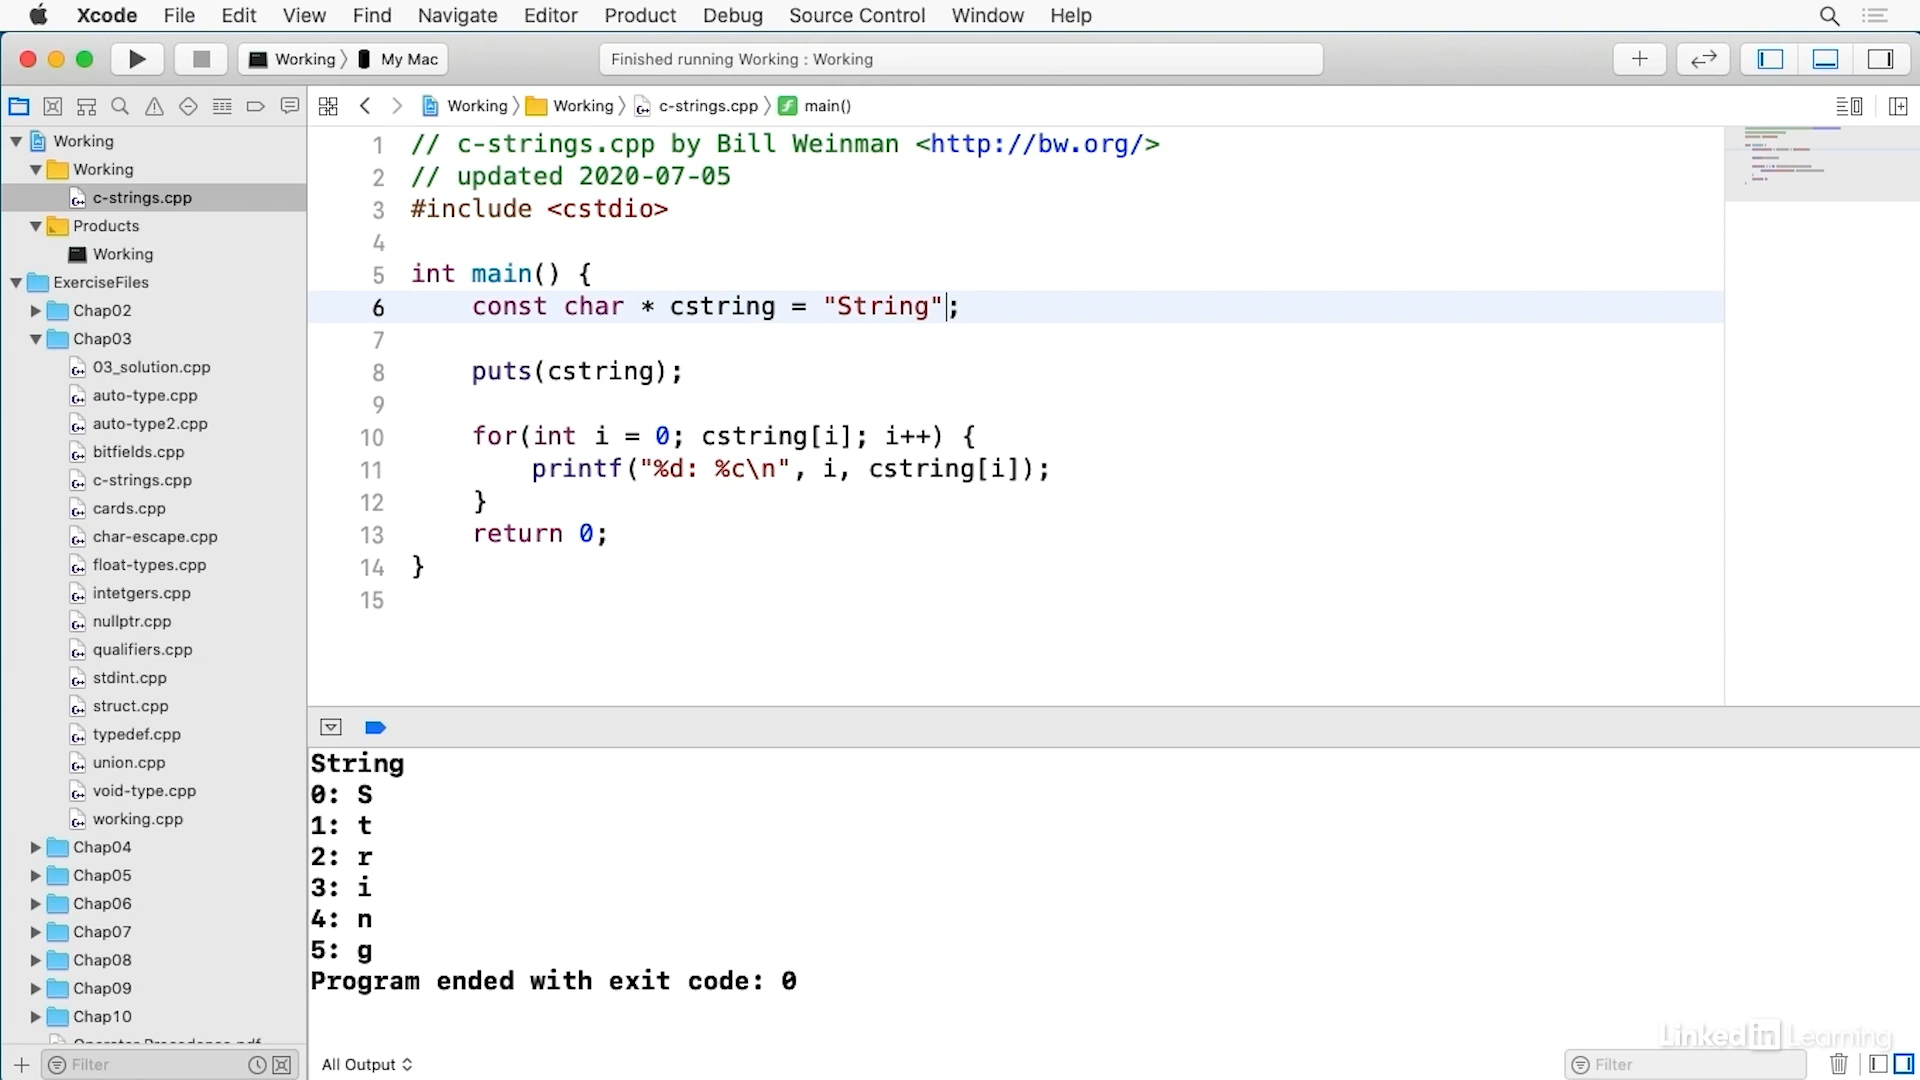 Xcode File Edit View Find Navigate Editor Product Debug Source Control Window Help
Working My Mac
Finished running Working : Working
Working Working c-strings.cpp main()
Working
Working
c-strings.cpp
Products
Working
ExerciseFiles
Chap02
Chap03
03_solution.cpp
auto-type.cpp
auto-type2.cpp
bitfields.cpp
c-strings.cpp
cards.cpp
char-escape.cpp
float-types.cpp
intetgers.cpp
nullptr.cpp
qualifiers.cpp
stdint.cpp
struct.cpp
typedef.cpp
union.cpp
void-type.cpp
working.cpp
Chap04
Chap05
Chap06
Chap07
Chap08
Chap09
Chap10
Filter
1 // c-strings.cpp by Bill Weinman <http://bw.org/>
2 // updated 2020-07-05
3 #include <cstdio>
4
5 int main() {
6 const char * cstring = "String";
7
8 puts(cstring);
9
10 for(int i = 0; cstring[i]; i++) {
11 printf("%d: %c\n", i, cstring[i]);
12 }
13 return 0;
14 }
15
String
0: S
1: t
2: r
3: i
4: n
5: g
Program ended with exit code: 0
All Output
Filter
Linked in Learning